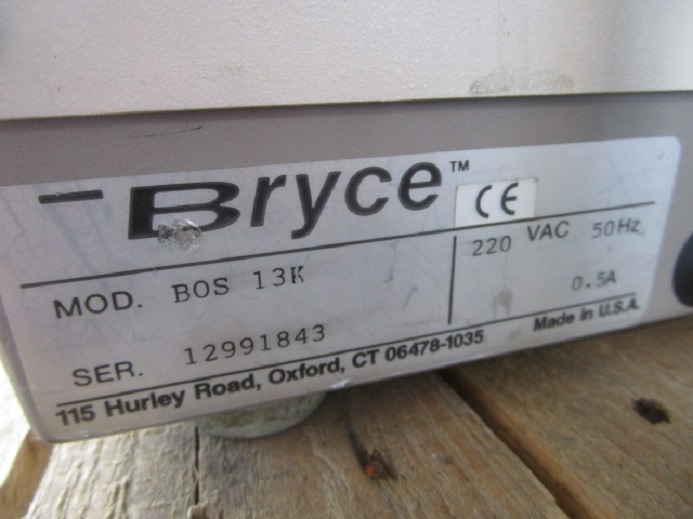 Bryce™
CE
MOD. BOS 13K
220 VAC 50Hz
0.5A
SER. 12991843
Made in U.S.A.
115 Hurley Road, Oxford, CT 06478-1035